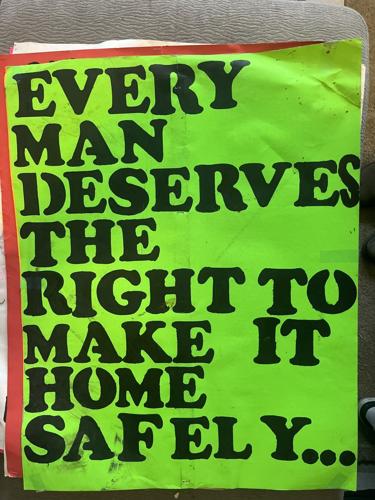 EVERY
MAN
DESERVES
THE
RIGHT TO
MAKE IT
HOME
SAFELY...